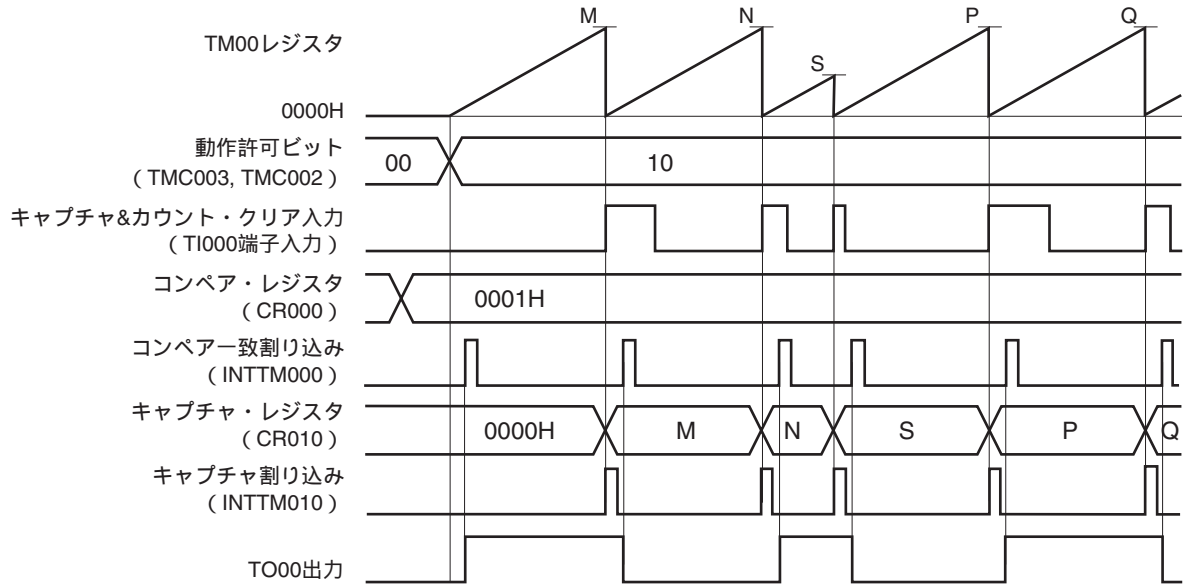 M N P Q
TM00レジスタ
S
0000H
動作許可ビット
（TMC003, TMC002）
00 10
キャプチャ&カウント・クリア入力
（TI000端子入力）
コンペア・レジスタ
（CR000）
0001H
コンペア一致割り込み
（INTTM000）
キャプチャ・レジスタ
（CR010）
0000H M N S P Q
キャプチャ割り込み
（INTTM010）
TO00出力